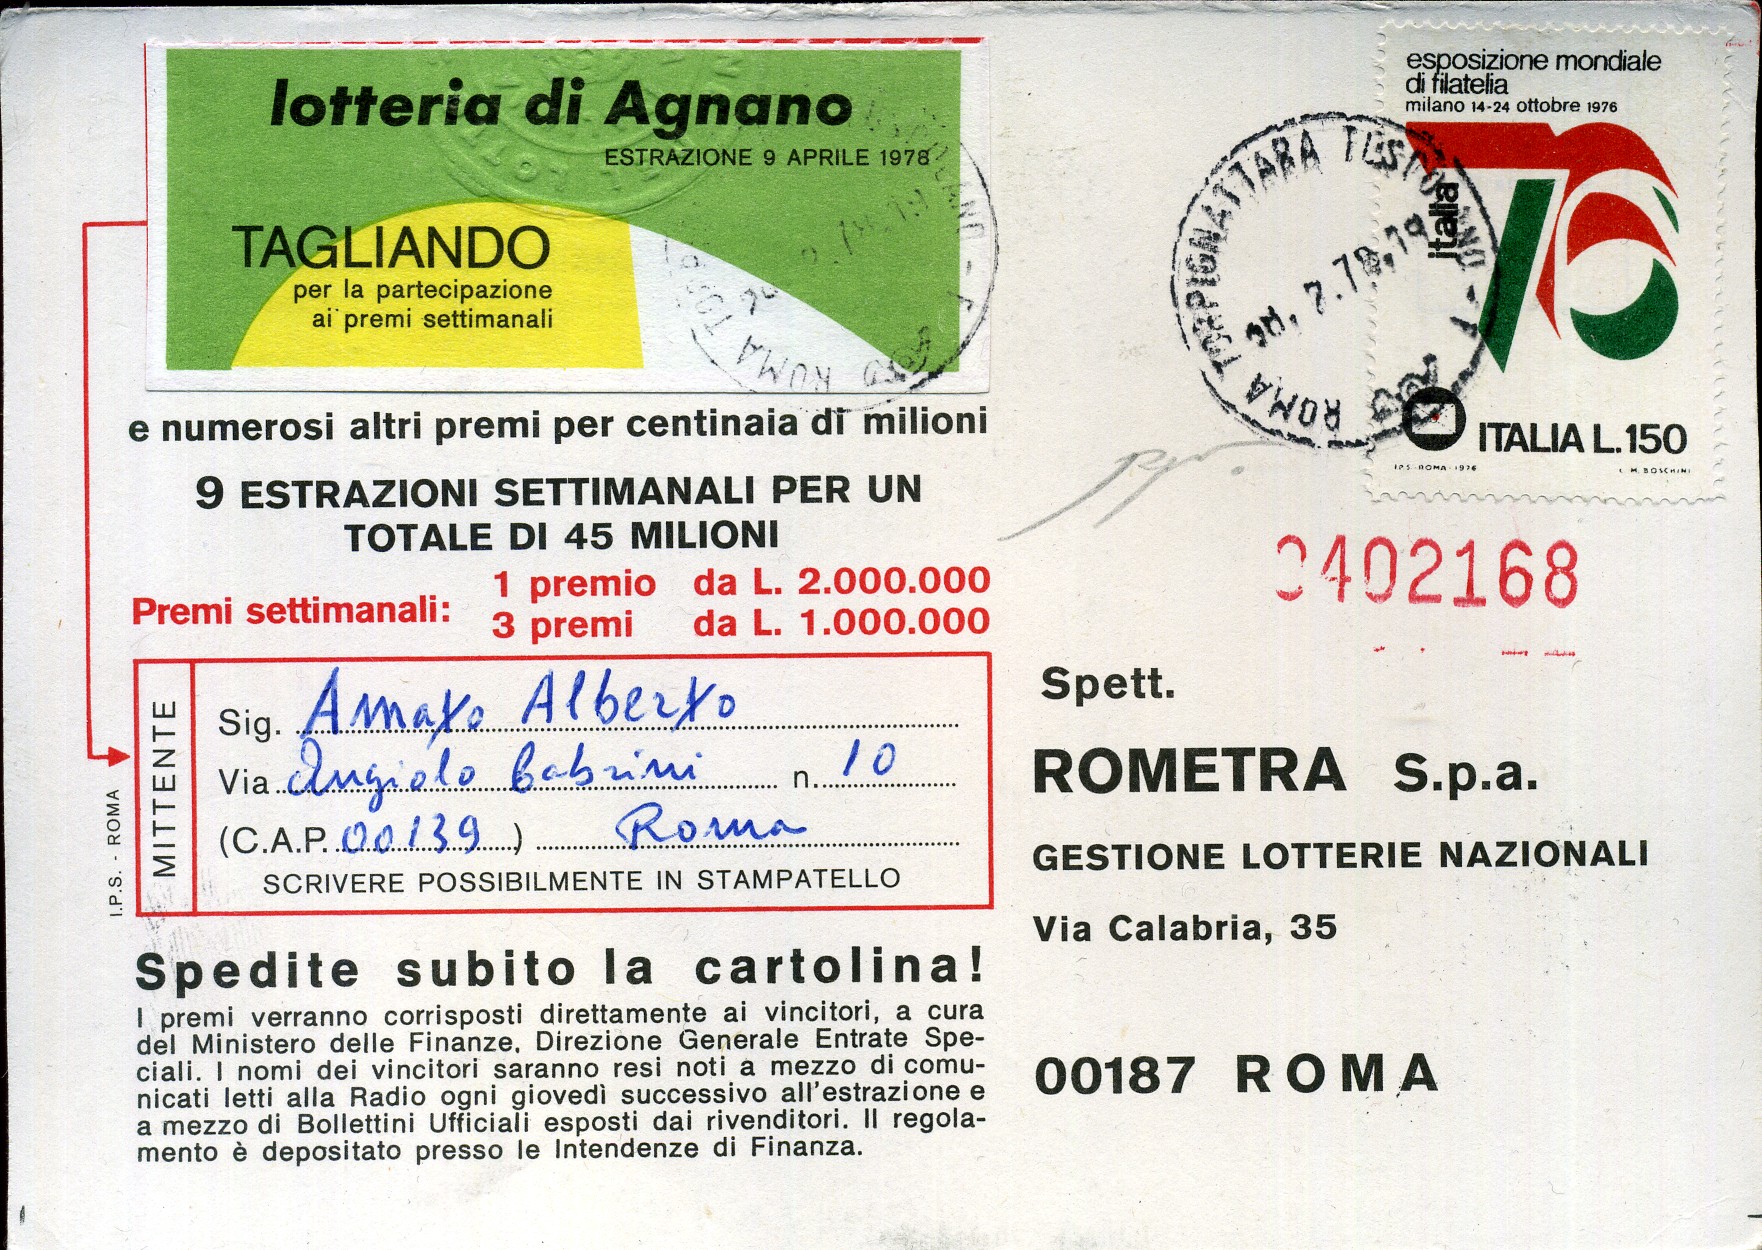 lotteria di Agnano
ESTRAZIONE 9 APRILE 1978
TAGLIANDO
per la partecipazione
ai premi settimanali
e numerosi altri premi per centinaia di milioni
9 ESTRAZIONI SETTIMANALI PER UN
TOTALE DI 45 MILIONI
Premi settimanali:
1 premio da L. 2.000.000
3 premi da L. 1.000.000
MITTENTE
Sig. Amato Alberto
Via Angiolo Cabrini n. 10
(C.A.P. 00139) Roma
SCRIVERE POSSIBILMENTE IN STAMPATELLO
I.P.S. - ROMA
Spedite subito la cartolina!
I premi verranno corrisposti direttamente ai vincitori, a cura
del Ministero delle Finanze, Direzione Generale Entrate Spe-
ciali. I nomi dei vincitori saranno resi noti a mezzo di comu-
nicati letti alla Radio ogni giovedì successivo all'estrazione e
a mezzo di Bollettini Ufficiali esposti dai rivenditori. Il regola-
mento è depositato presso le Intendenze di Finanza.
esposizione mondiale
di filatelia
milano 14-24 ottobre 1976
italia
76
ITALIA L. 150
I.P.S. - ROMA - 1976
M. BOSCHINI
ROMA TORPIGNATTARA
ROMA
0402168
Spett.
ROMETRA S.p.a.
GESTIONE LOTTERIE NAZIONALI
Via Calabria, 35
00187 ROMA